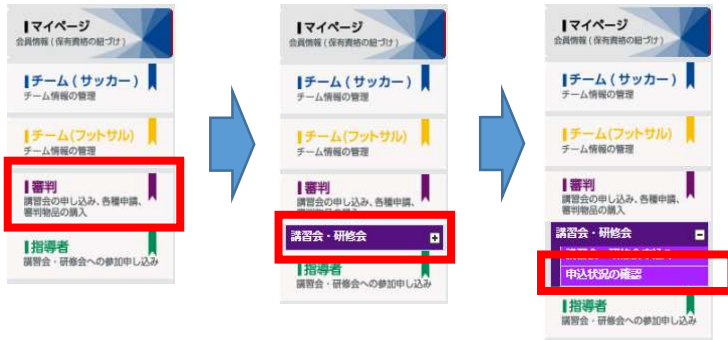 マイページ
会員情報（保有資格の紐づけ）
チーム（サッカー）
チーム情報の管理
チーム(フットサル)
チーム情報の管理
審判
講習会の申し込み、各種申請、
審判物品の購入
指導者
講習会・研修会への参加申し込み
マイページ
会員情報（保有資格の紐づけ）
チーム（サッカー）
チーム情報の管理
チーム(フットサル)
チーム情報の管理
審判
講習会の申し込み、各種申請、
講習会・研修会
指導者
講習会・研修会への参加申し込み
マイページ
会員情報（保有資格の紐づけ）
チーム（サッカー）
チーム情報の管理
チーム(フットサル)
チーム情報の管理
審判
講習会の申し込み、各種申請、
審判物品の購入
講習会・研修会
申込状況の確認
指導者
講習会・研修会への参加申し込み